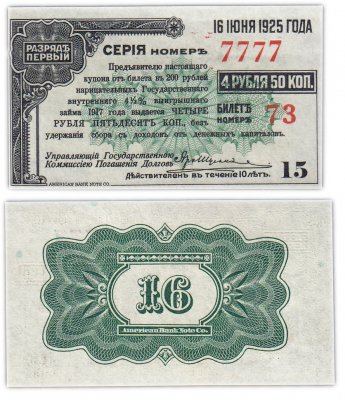 РАЗРЯДЪ
ПЕРВЫЙ
16 ІЮНЯ 1925 ГОДА
СЕРІЯ НОМЕРЪ 7777
Предъявителю настоящаго
купона отъ билета въ 200 рублей
нарицательныхъ Государственнаго
внутренняго 4½% выигрышнаго
займа 1917 года выдается ЧЕТЫРЕ
РУБЛЯ ПЯТЬДЕСЯТЪ КОП., безъ
удержанія сбора съ доходовъ отъ денежныхъ капиталовъ.
4 РУБЛЯ 50 КОП.
БИЛЕТЪ
НОМЕРЪ 73
Управляющій Государственною
Коммиссіею Погашенія Долговъ
Дѣйствителенъ въ теченіе 10 лѣтъ.
15
AMERICAN BANK NOTE CO.
16
American Bank Note Co.